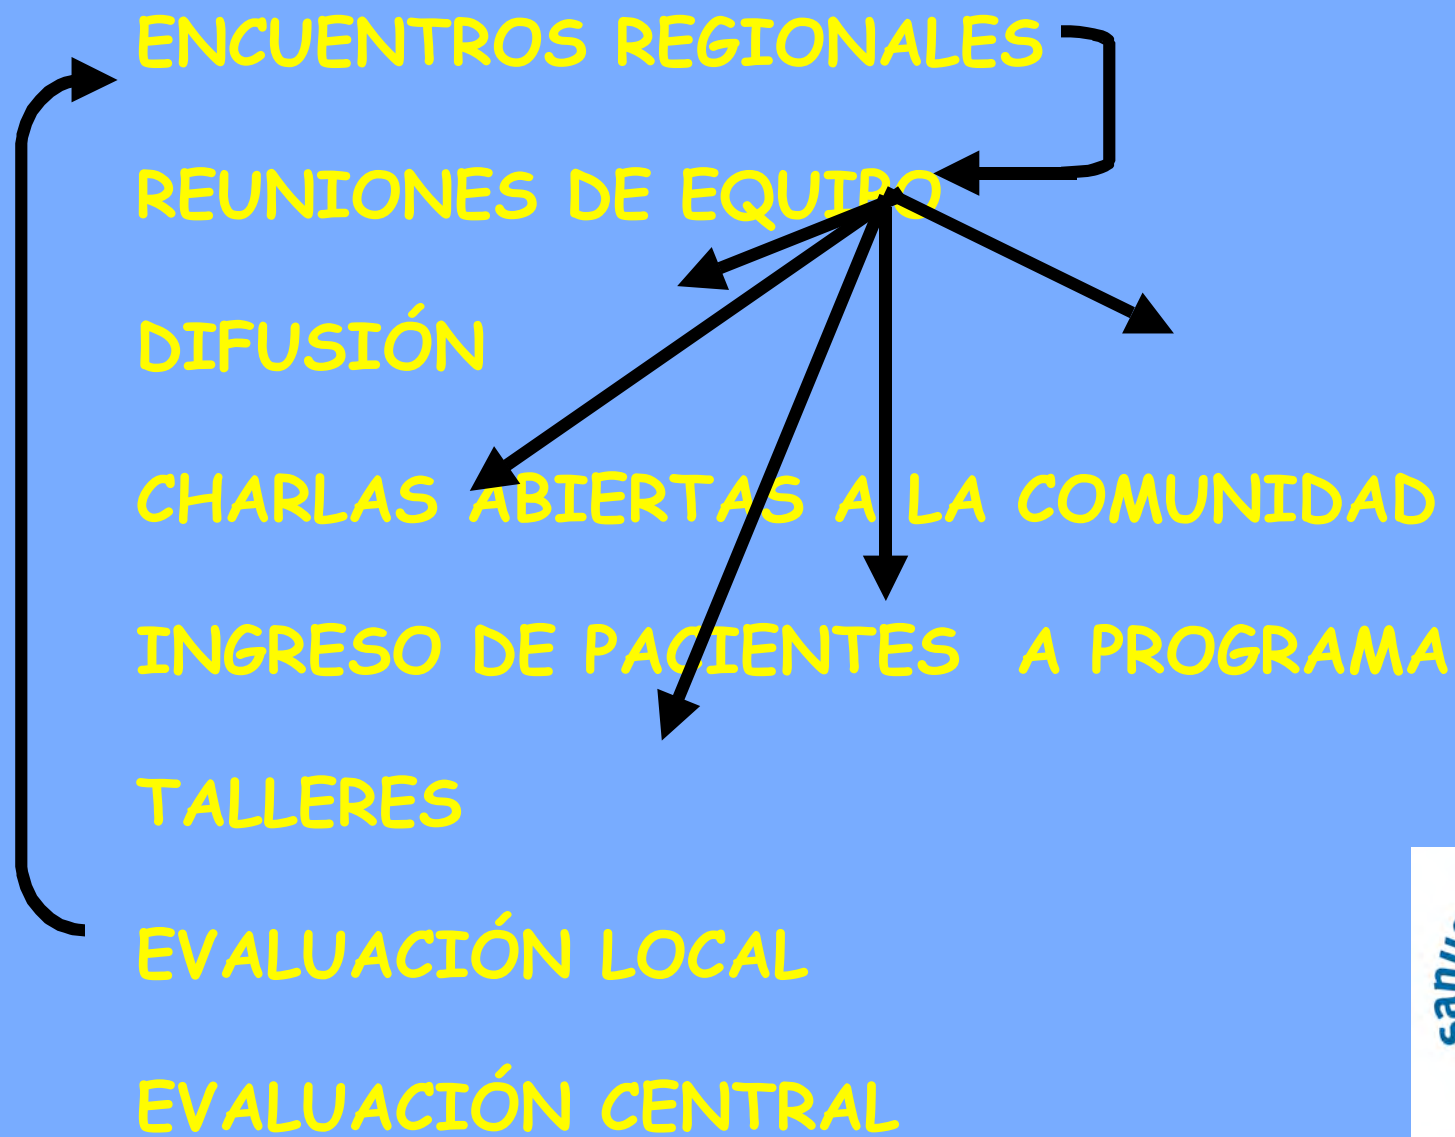 ENCUENTROS REGIONALES
REUNIONES DE EQUIPO
DIFUSIÓN
CHARLAS ABIERTAS A LA COMUNIDAD
INGRESO DE PACIENTES A PROGRAMA
TALLERES
EVALUACIÓN LOCAL
EVALUACIÓN CENTRAL